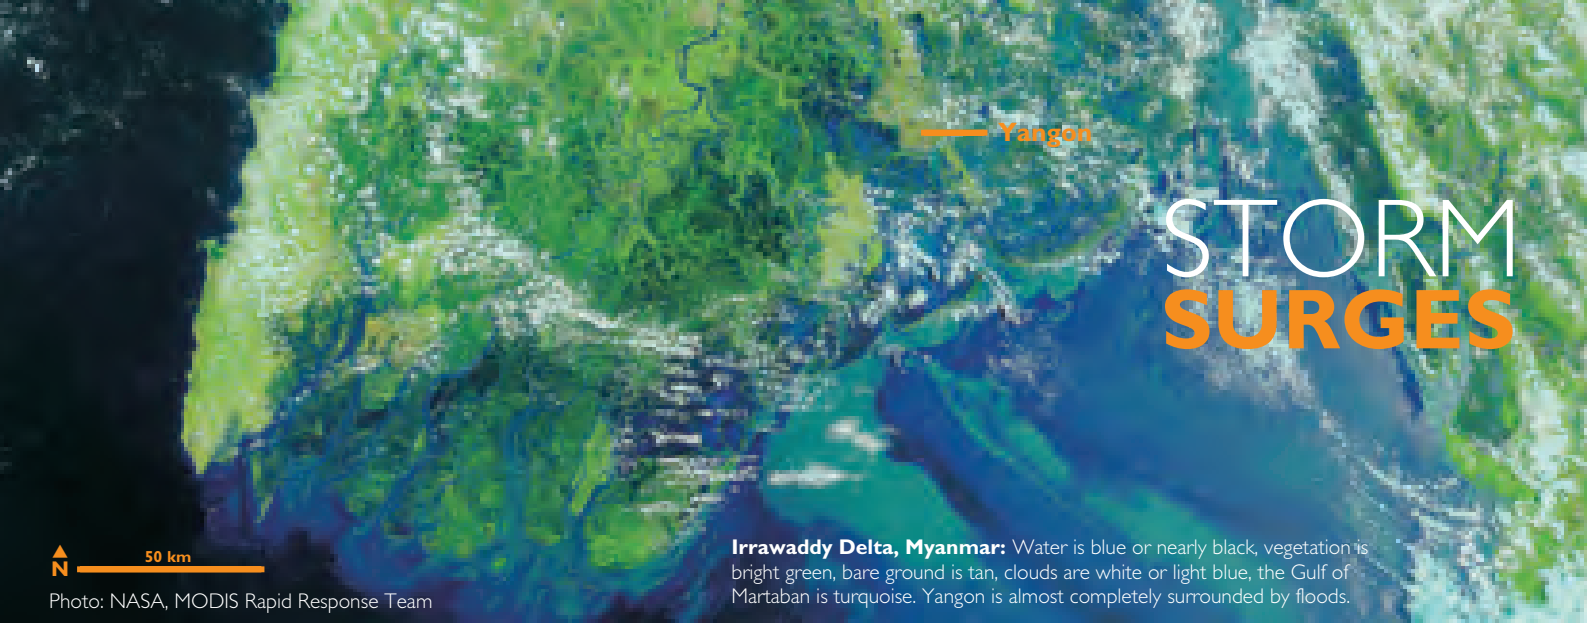 Yangon
STORM
SURGES
50 km
N
Photo: NASA, MODIS Rapid Response Team
Irrawaddy Delta, Myanmar: Water is blue or nearly black, vegetation is
bright green, bare ground is tan, clouds are white or light blue, the Gulf of
Martaban is turquoise. Yangon is almost completely surrounded by floods.